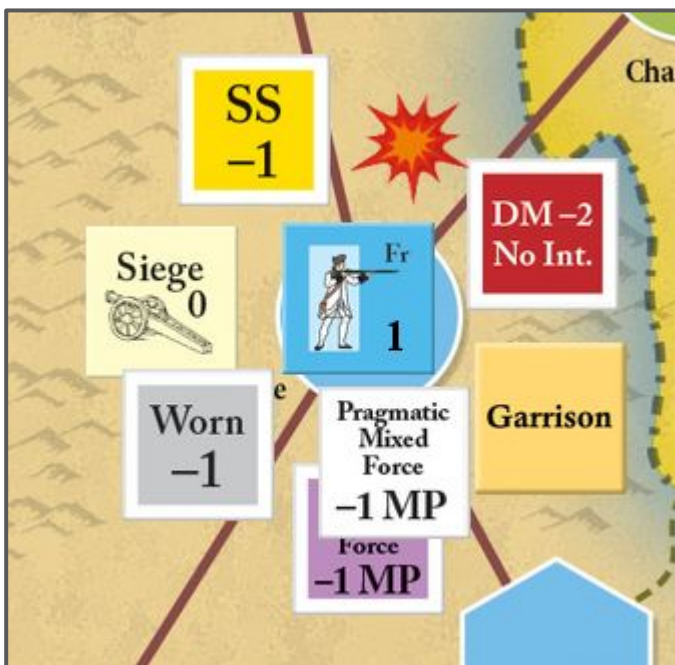 Cha
SS
–1
DM –2
No Int.
Siege
0
Fr
1
e
Worn
–1
Pragmatic
Mixed
Force
–1 MP
Garrison
Force
–1 MP